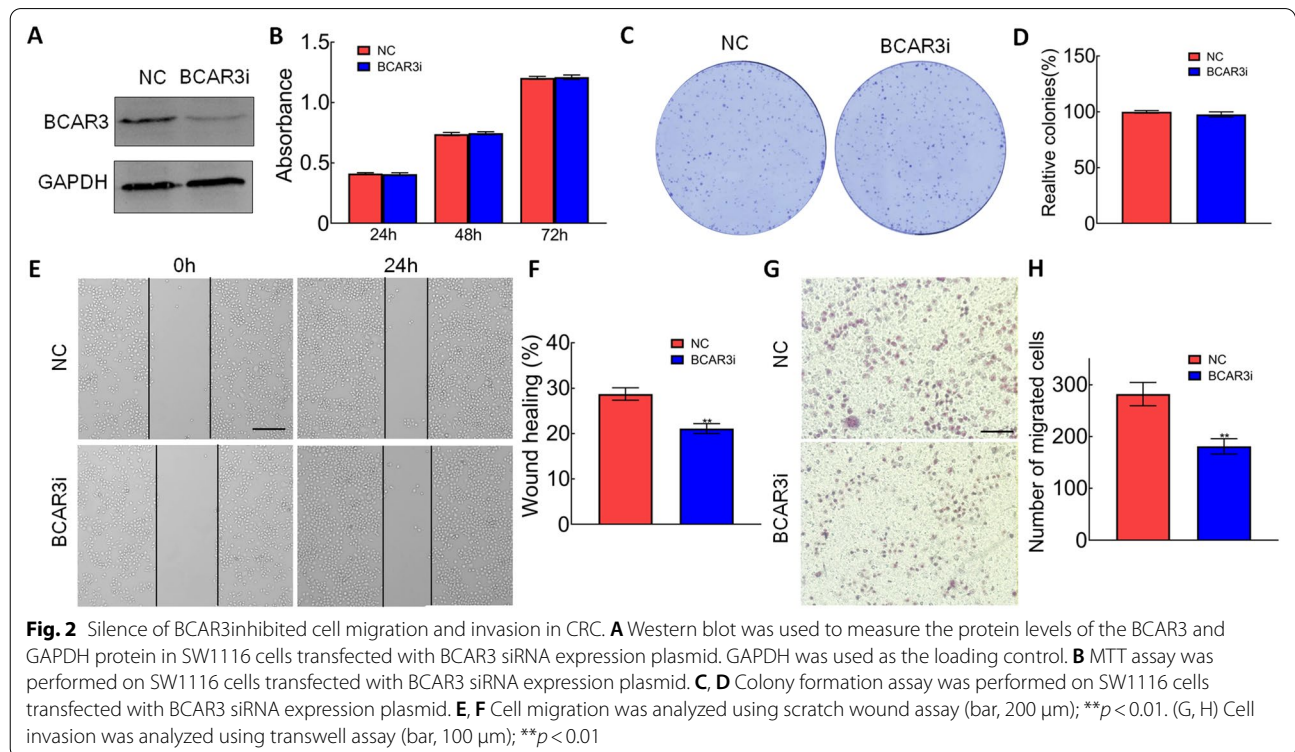 A
NC BCAR3i
BCAR3
GAPDH
B
NC
BCAR3i
Absorbance
1.5
1.0
0.5
0
24h 48h 72h
C
NC BCAR3i
D
NC
BCAR3i
Realtive colonies(%)
150
100
50
0
E
0h 24h
NC
BCAR3i
F
NC
BCAR3i
Wound healing (%)
40
30
20
10
0
**
G
NC
BCAR3i
H
NC
BCAR3i
Number of migrated cells
300
200
100
0
**
Fig. 2 Silence of BCAR3inhibited cell migration and invasion in CRC. A Western blot was used to measure the protein levels of the BCAR3 and
GAPDH protein in SW1116 cells transfected with BCAR3 siRNA expression plasmid. GAPDH was used as the loading control. B MTT assay was
performed on SW1116 cells transfected with BCAR3 siRNA expression plasmid. C, D Colony formation assay was performed on SW1116 cells
transfected with BCAR3 siRNA expression plasmid. E, F Cell migration was analyzed using scratch wound assay (bar, 200 μm); **p < 0.01. (G, H) Cell
invasion was analyzed using transwell assay (bar, 100 μm); **p < 0.01